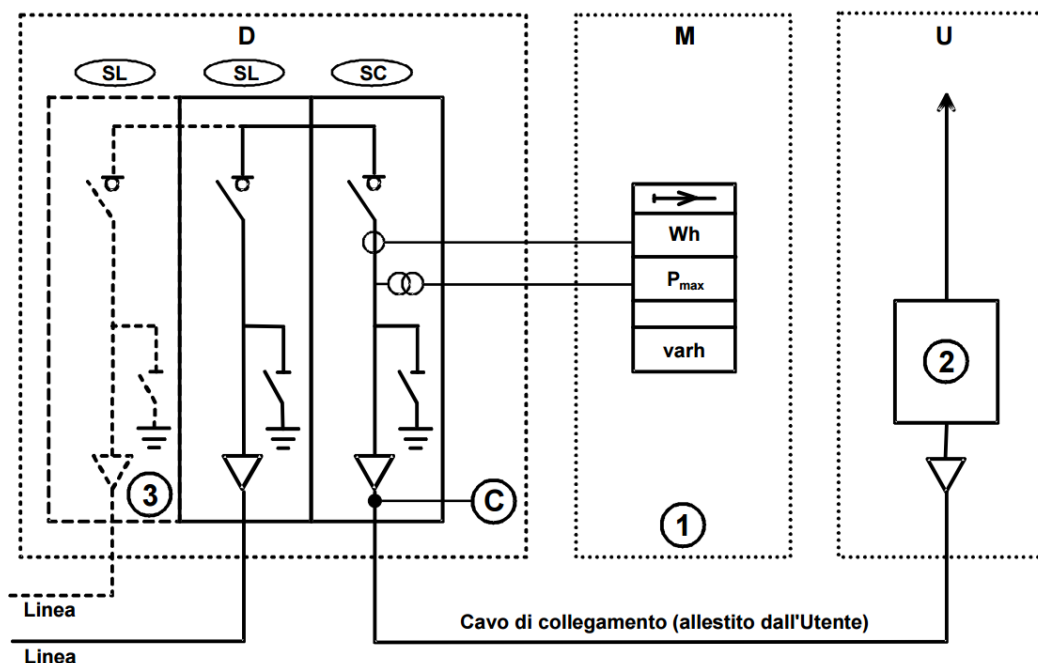 D
M
U
SL
SL
SC
Wh
Pmax
varh
2
3
C
1
Linea
Cavo di collegamento (allestito dall'Utente)
Linea